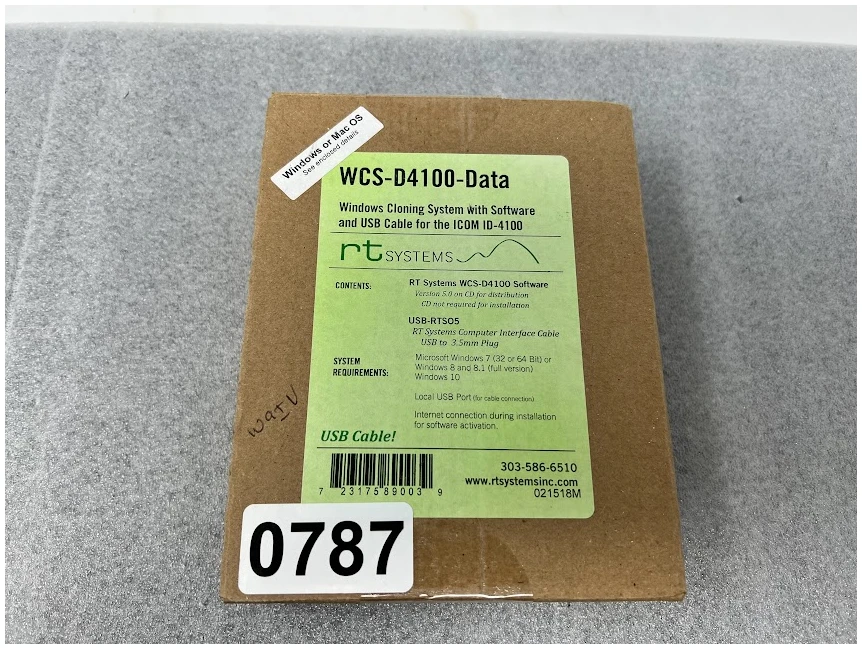 Windows or Mac OS
See enclosed details
WCS-D4100-Data
Windows Cloning System with Software
and USB Cable for the ICOM ID-4100
rt SYSTEMS
CONTENTS:
RT Systems WCS-D4100 Software
Version 5.0 on CD for distribution
CD not required for installation
USB-RTS05
RT Systems Computer Interface Cable
USB to 3.5mm Plug
SYSTEM
REQUIREMENTS:
Microsoft Windows 7 (32 or 64 Bit) or
Windows 8 and 8.1 (full version)
Windows 10
Local USB Port (for cable connection)
Internet connection during installation
for software activation.
USB Cable!
7 23175 89003 9
303-586-6510
www.rtsystemsinc.com
021518M
0787